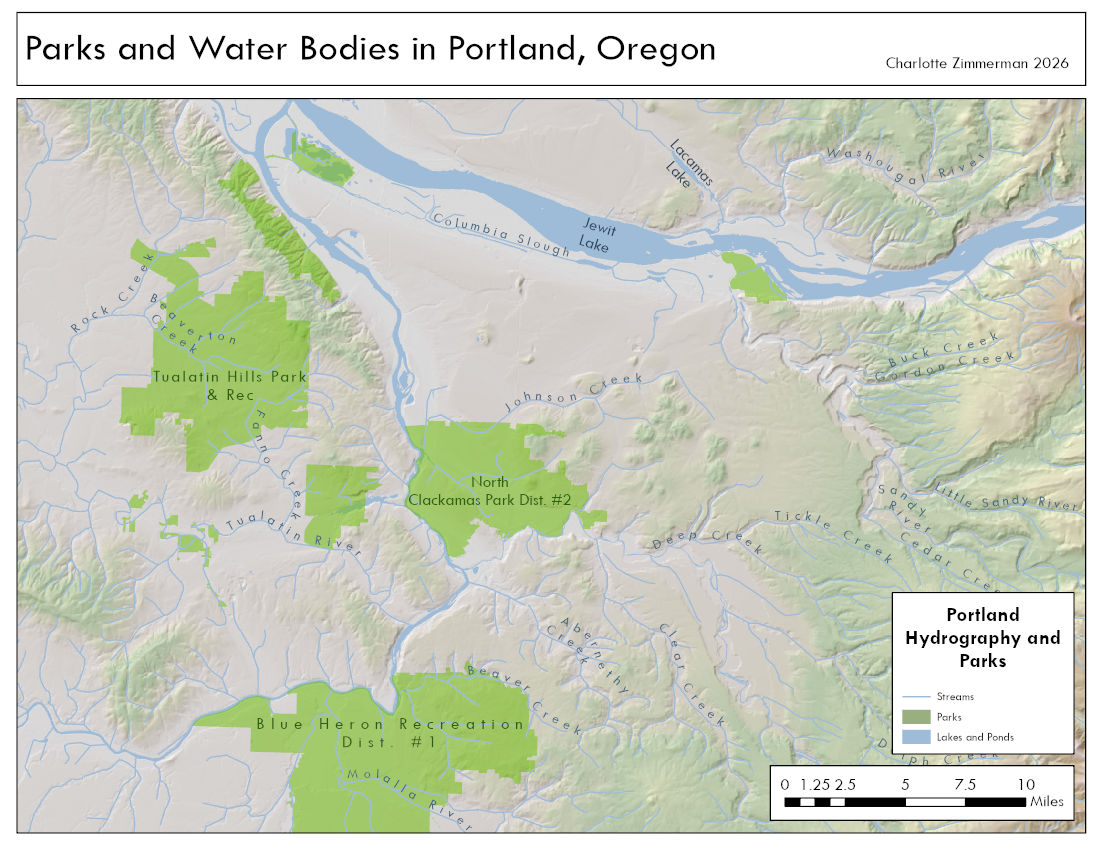 Parks and Water Bodies in Portland, Oregon
Charlotte Zimmerman 2026
Washougal River
Lacamas
Lake
Jewit
Lake
Columbia Slough
Rock Creek
Beaverton
Creek
Buck Creek
Gordon Creek
Tualatin Hills Park
& Rec
Johnson Creek
Fanno Creek
North
Clackamas Park Dist. #2
Sandy
River
Little Sandy River
Tualatin River
Tickle Creek
Deep Creek
Cedar Cree
Abernethy
Creek
Clear Creek
Beaver Creek
Blue Heron Recreation
Dist. #1
Molalla River
Portland
Hydrography and
Parks
Streams
Parks
Lakes and Ponds
Creek
0 1.25 2.5 5 7.5 10
Miles